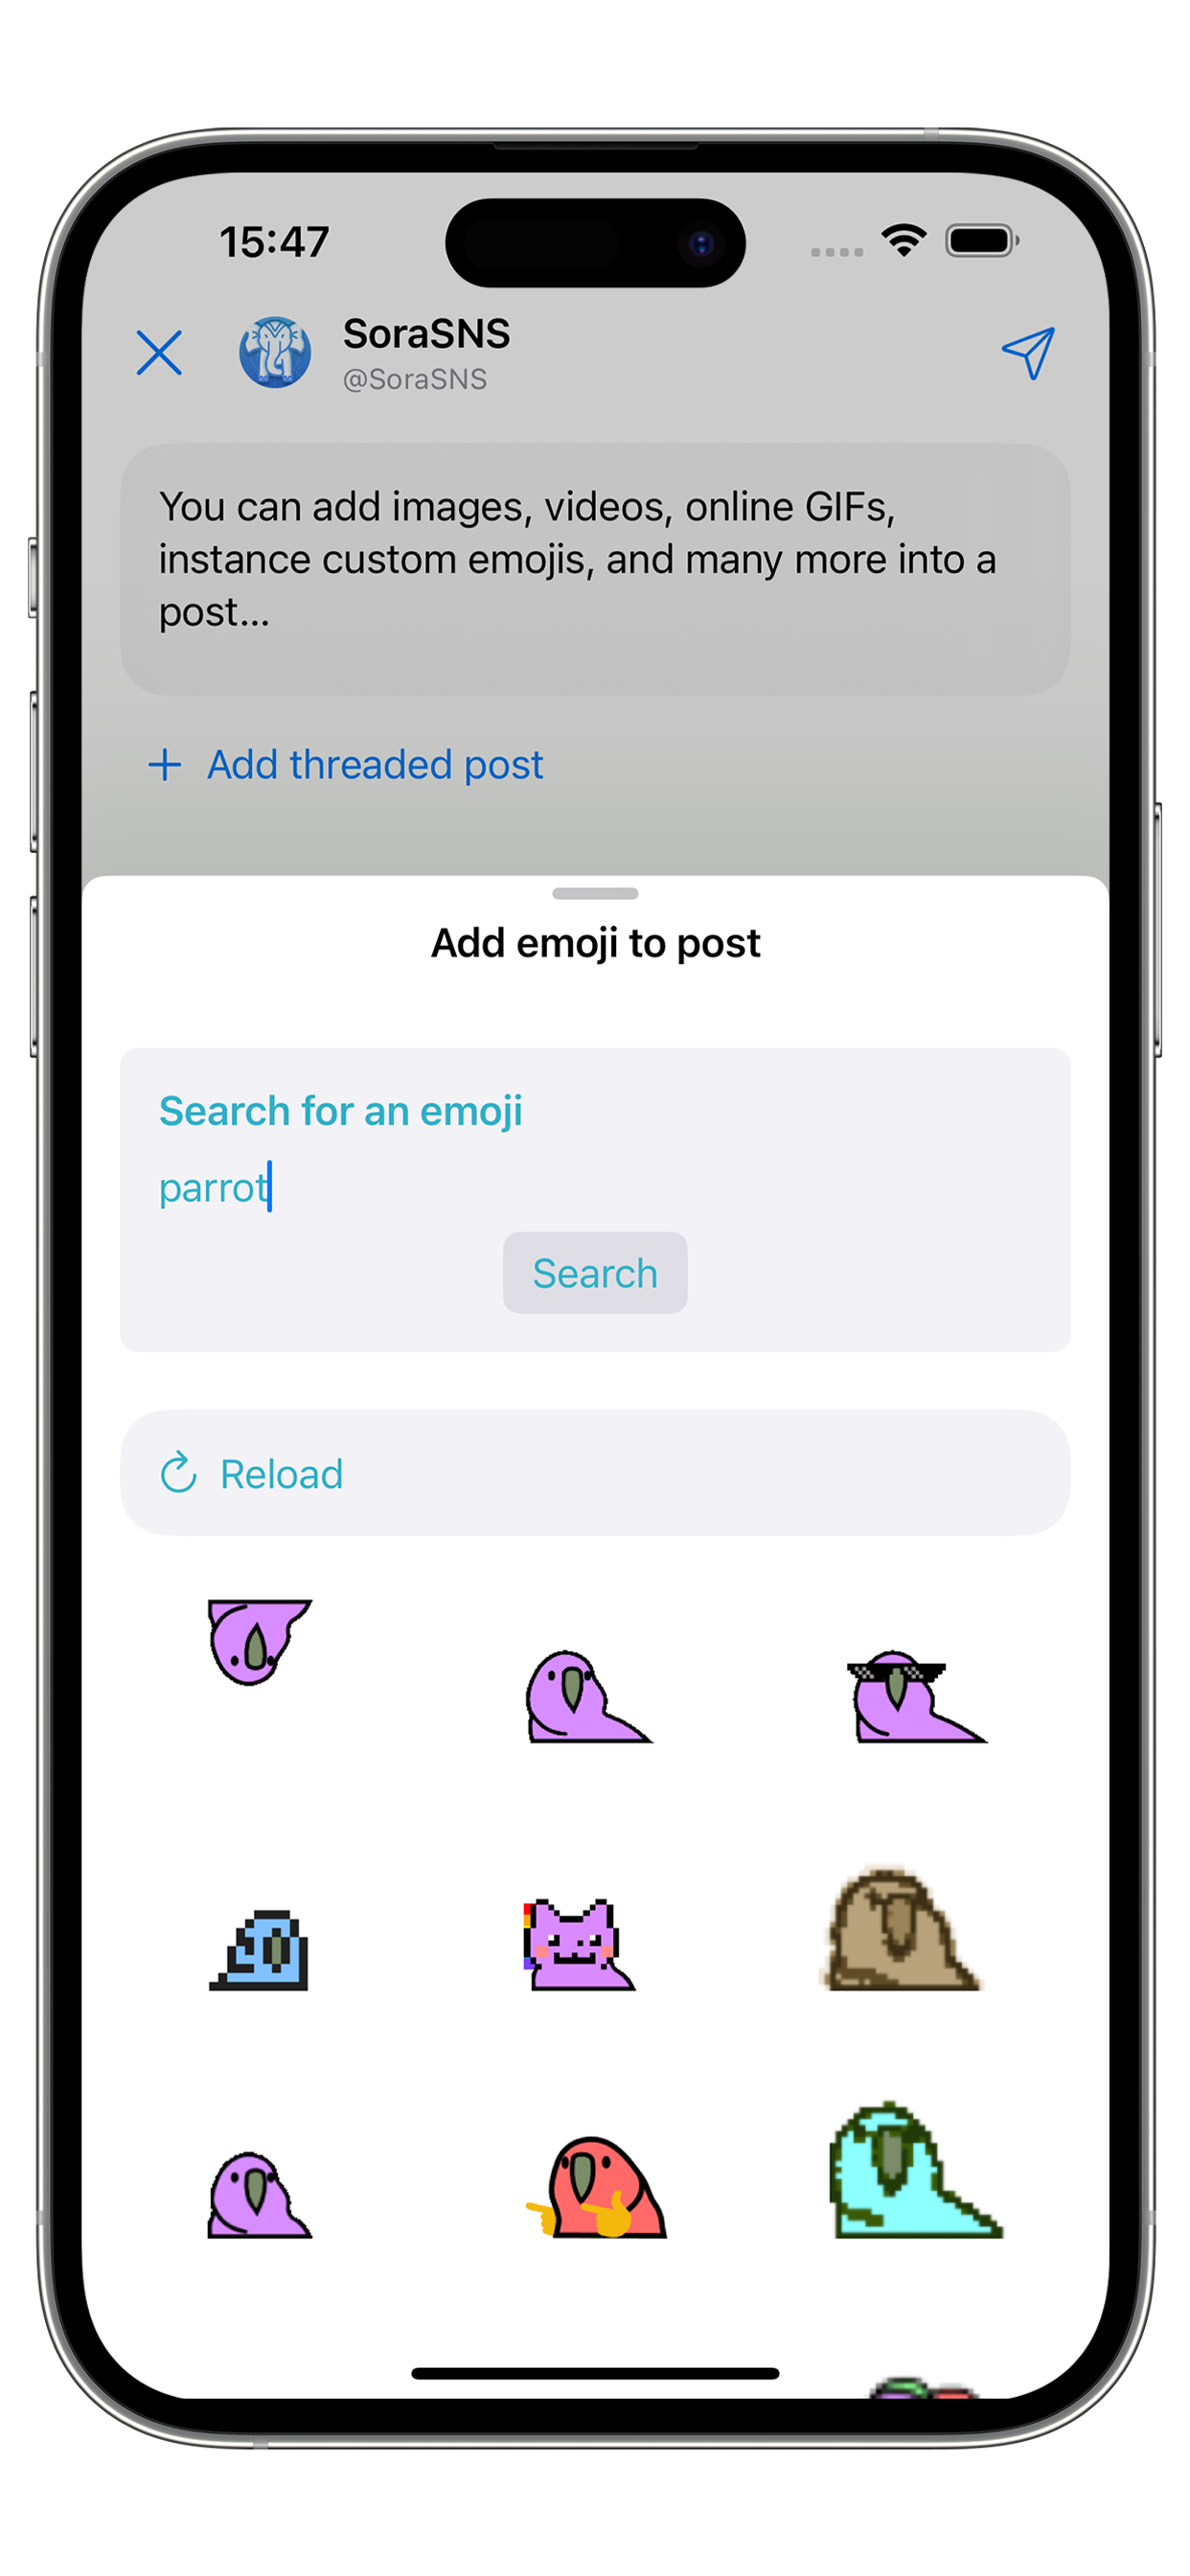 15:47
SoraSNS
@SoraSNS
You can add images, videos, online GIFs,
instance custom emojis, and many more into a
post...
Add threaded post
Add emoji to post
Search for an emoji
parrot
Search
Reload